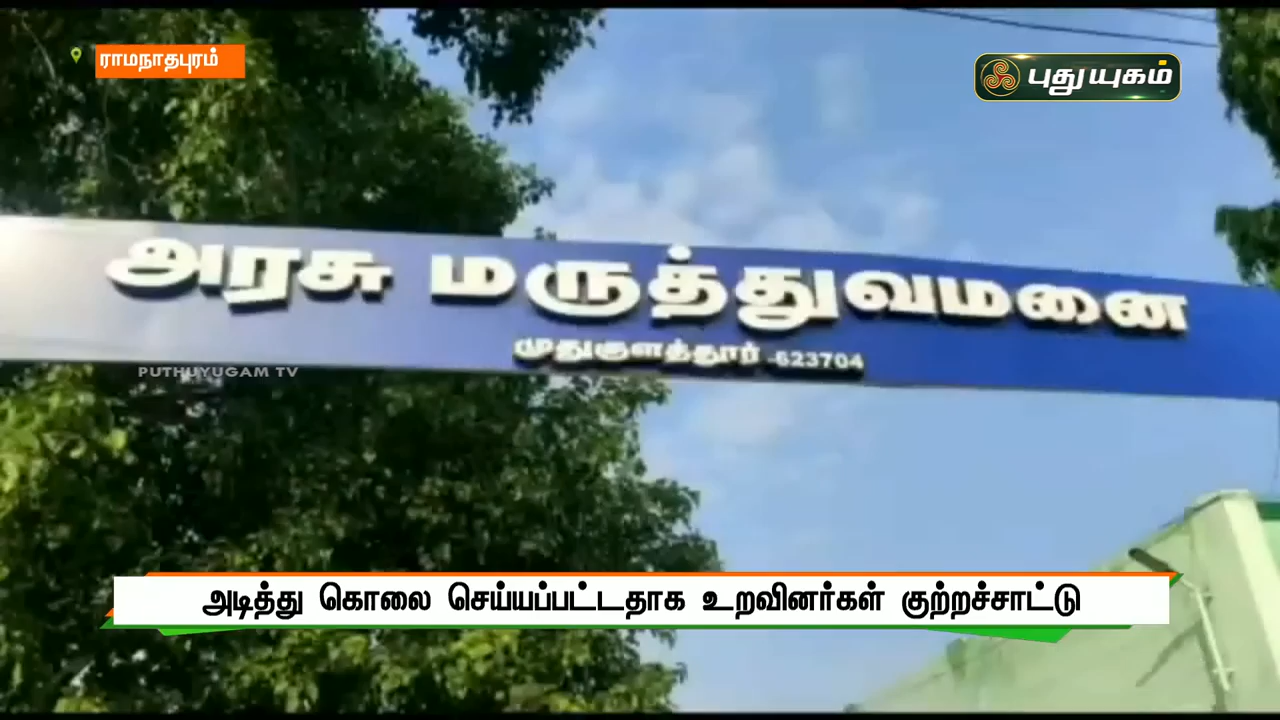 ராமநாதபுரம்
புதுயுகம்
அரசு மருத்துவமனை
முதுகுளத்தூர் -623704
PUTHUYUGAM TV
அடித்து கொலை செய்யப்பட்டதாக உறவினர்கள் குற்றச்சாட்டு